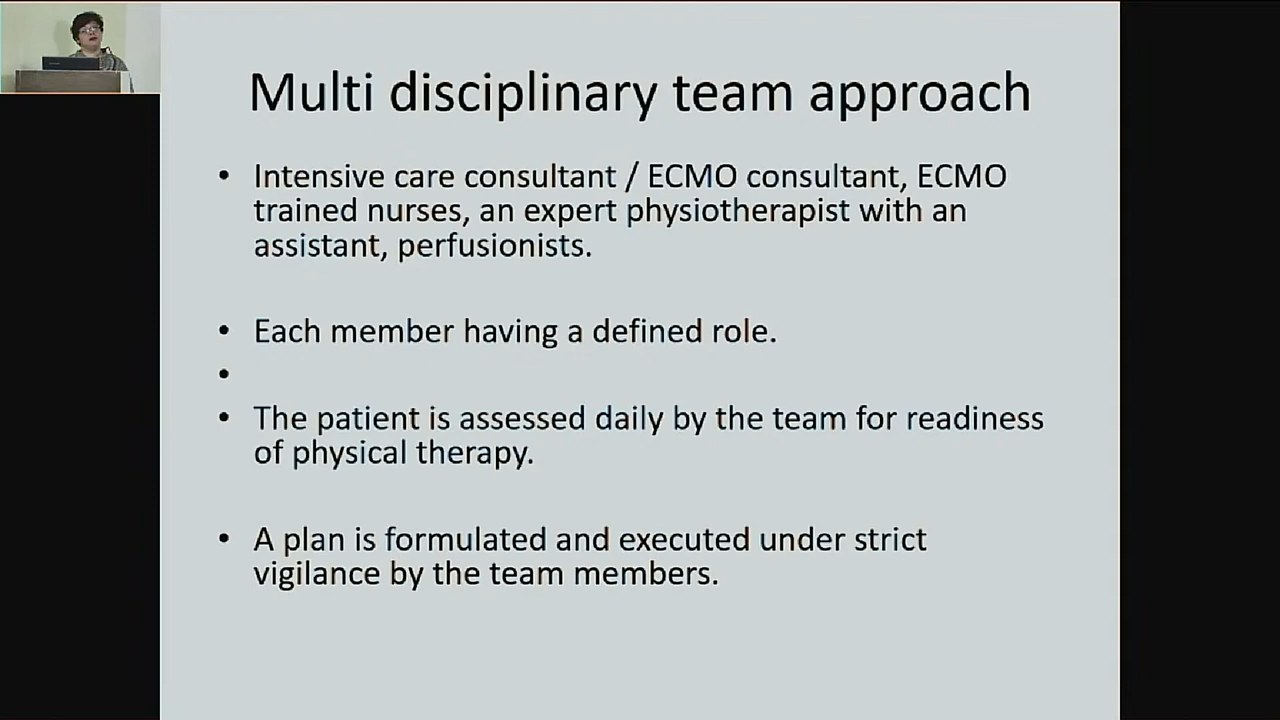 Multi disciplinary team approach
• Intensive care consultant / ECMO consultant, ECMO
trained nurses, an expert physiotherapist with an
assistant, perfusionists.
• Each member having a defined role.
•
• The patient is assessed daily by the team for readiness
of physical therapy.
• A plan is formulated and executed under strict
vigilance by the team members.